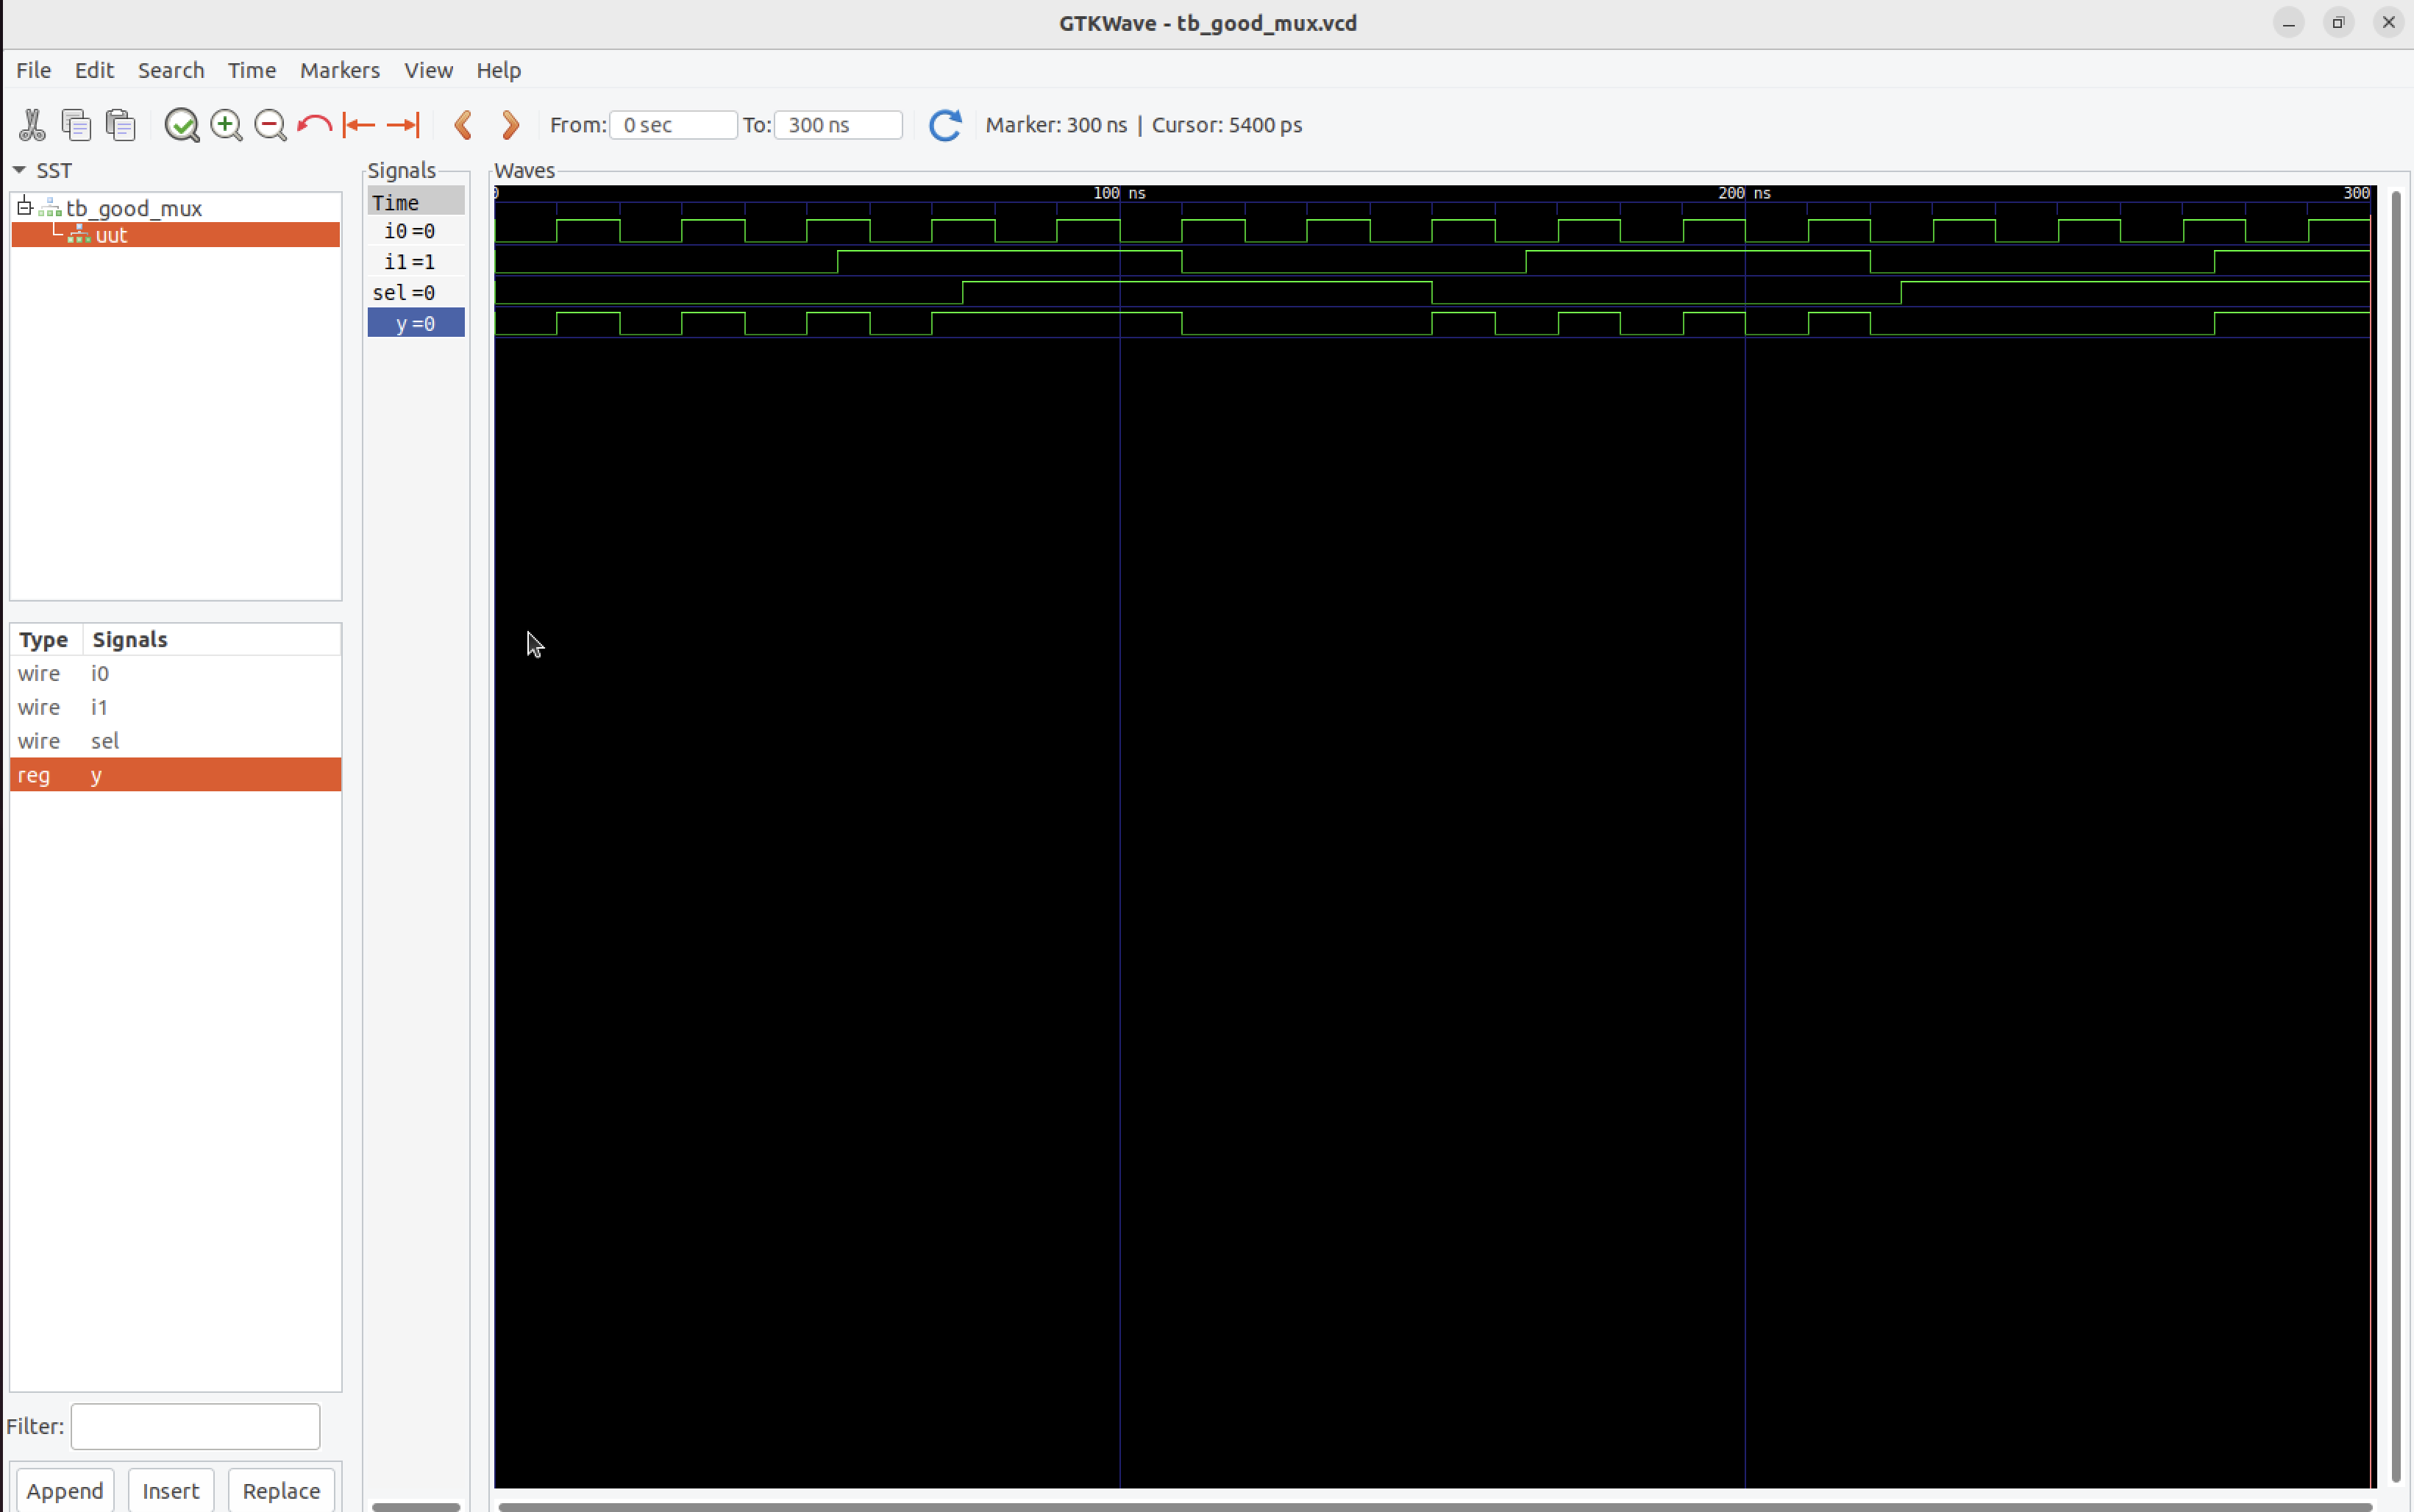 GTKWave - tb_good_mux.vcd
File Edit Search Time Markers View Help
From: 0 sec To: 300 ns Marker: 300 ns | Cursor: 5400 ps
SST
tb_good_mux
uut
Type Signals
wire i0
wire i1
wire sel
reg y
Filter:
Append Insert Replace
Signals
Time
i0 =0
i1 =1
sel =0
y =0
Waves
0 100 ns 200 ns 300